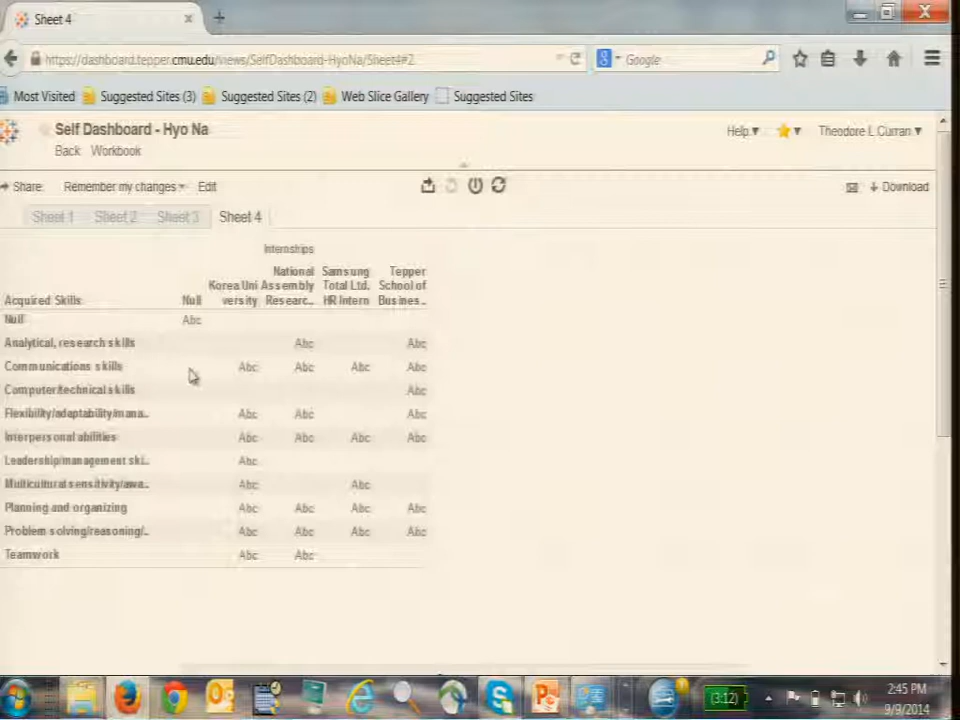 Sheet 4
https://dashboard.tepper.cmu.edu/views/SelfDashboard-HyoNa/Sheet4#2
Google
Most Visited Suggested Sites (3) Suggested Sites (2) Web Slice Gallery Suggested Sites
Self Dashboard - Hyo Na
Help Theodore L Curran
Back Workbook
Share Remember my changes Edit Download
Sheet 1 Sheet 2 Sheet 3 Sheet 4
Internships
National Samsung Tepper
Korea Uni Assembly Total Ltd. School of
Acquired Skills Null versity Researc.. HR Intern Busines..
Null Abc
Analytical, research skills Abc Abc
Communications skills Abc Abc Abc Abc
Computer/technical skills Abc
Flexibility/adaptability/mana.. Abc Abc Abc
Interpersonal abilities Abc Abc Abc Abc
Leadership/management ski.. Abc
Multicultural sensitivity/awa.. Abc Abc
Planning and organizing Abc Abc Abc Abc
Problem solving/reasoning/.. Abc Abc Abc Abc
Teamwork Abc Abc
(3:12)
2:45 PM
9/9/2014